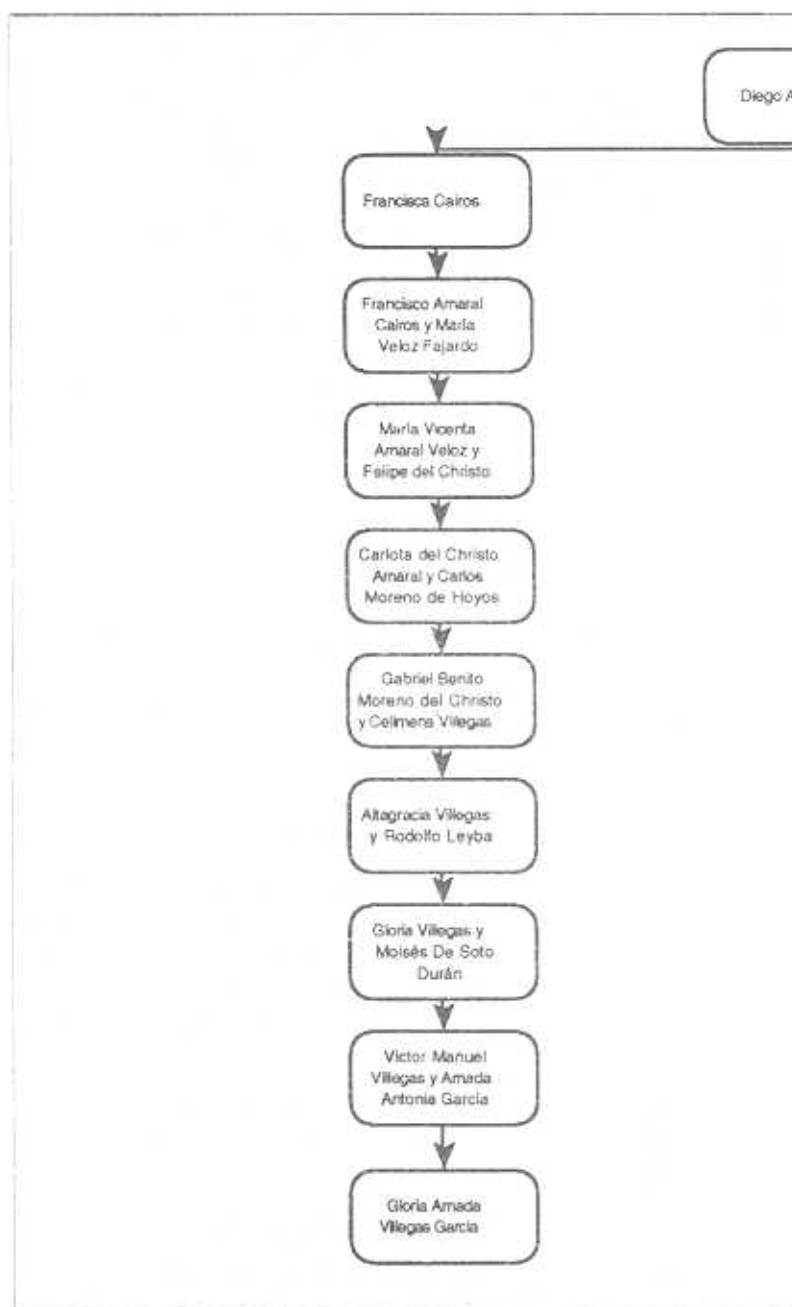 Diego A
Francisca Cairos
Francisco Amaral
Cairos y María
Veloz Fajardo
María Vicenta
Amaral Veloz y
Felipe del Christo
Carlota del Christo
Amaral y Carlos
Moreno de Hoyos
Gabriel Benito
Moreno del Christo
y Celimena Villegas
Altagracia Villegas
y Rodolfo Leyba
Gloria Villegas y
Moisés De Soto
Durán
Victor Manuel
Villegas y Amada
Antonia García
Gloria Amada
Villegas García